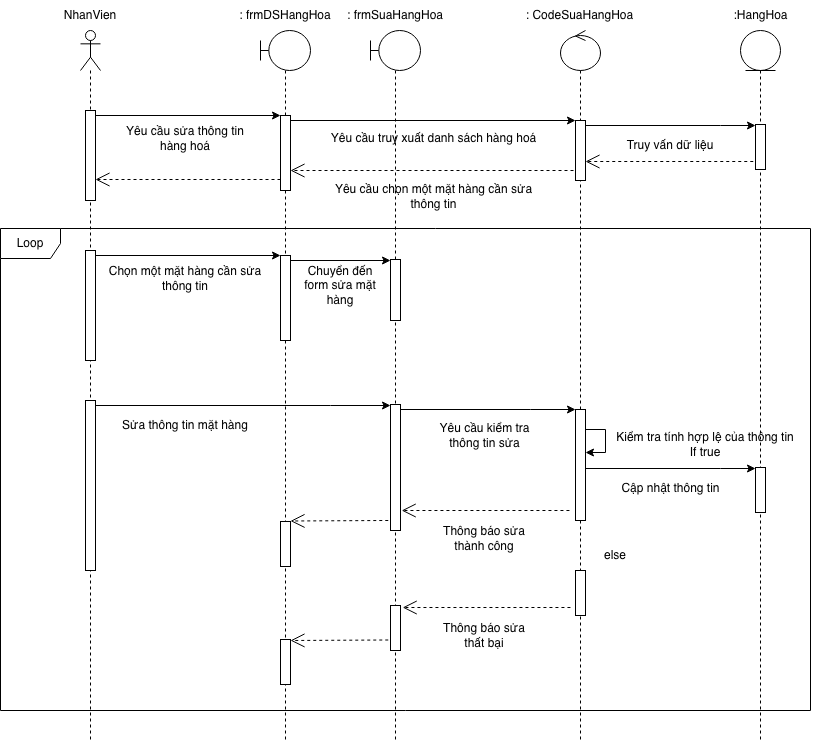 NhanVien
: frmDSHangHoa
: frmSuaHangHoa
: CodeSuaHangHoa
:HangHoa
Yêu cầu sửa thông tin
hàng hoá
Yêu cầu truy xuất danh sách hàng hoá
Truy vấn dữ liệu
Yêu cầu chọn một mặt hàng cần sửa
thông tin
Loop
Chọn một mặt hàng cần sửa
thông tin
Chuyển đến
form sửa mặt
hàng
Sửa thông tin mặt hàng
Yêu cầu kiểm tra
thông tin sửa
Kiểm tra tính hợp lệ của thông tin
If true
Cập nhật thông tin
Thông báo sửa
thành công
else
Thông báo sửa
thất bại